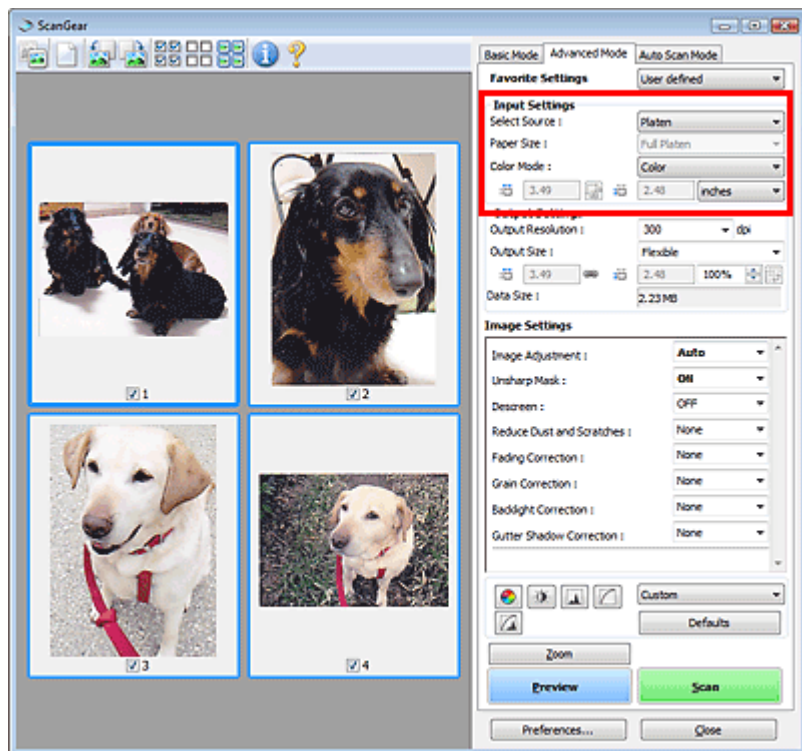 ScanGear
Basic Mode Advanced Mode Auto Scan Mode
Favorite Settings User defined
Input Settings
Select Source : Platen
Paper Size : Full Platen
Color Mode : Color
3.49 2.48 inches
Output Settings
Output Resolution : 300 dpi
Output Size : Flexible
3.49 2.48 100%
Data Size : 2.23 MB
Image Settings
Image Adjustment : Auto
Unsharp Mask : ON
Descreen : OFF
Reduce Dust and Scratches : None
Fading Correction : None
Grain Correction : None
Backlight Correction : None
Gutter Shadow Correction : None
Custom
Defaults
Zoom
Preview Scan
Preferences... Close
1
2
3
4